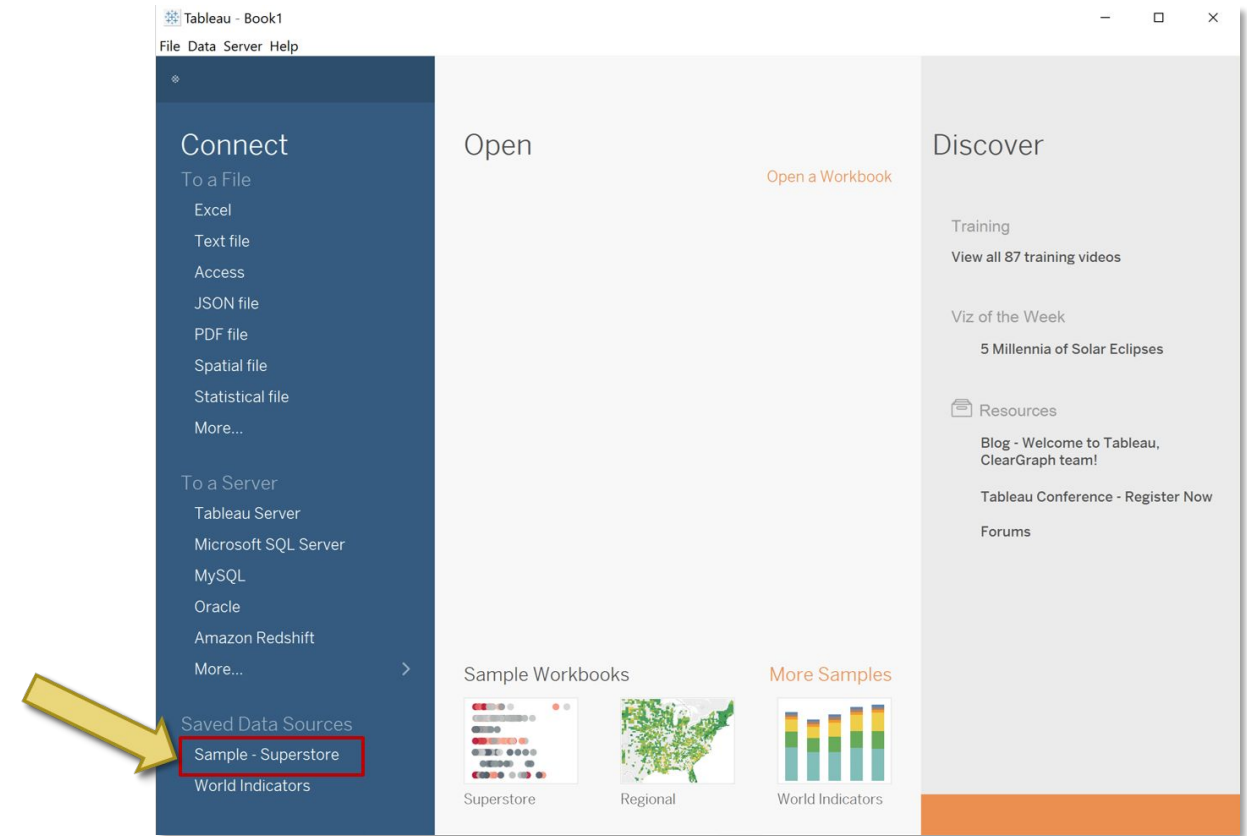 Tableau - Book1
File Data Server Help
Connect
To a File
Excel
Text file
Access
JSON file
PDF file
Spatial file
Statistical file
More...
To a Server
Tableau Server
Microsoft SQL Server
MySQL
Oracle
Amazon Redshift
More...
Saved Data Sources
Sample - Superstore
World Indicators
Open
Open a Workbook
Sample Workbooks
More Samples
Superstore
Regional
World Indicators
Discover
Training
View all 87 training videos
Viz of the Week
5 Millennia of Solar Eclipses
Resources
Blog - Welcome to Tableau,
ClearGraph team!
Tableau Conference - Register Now
Forums